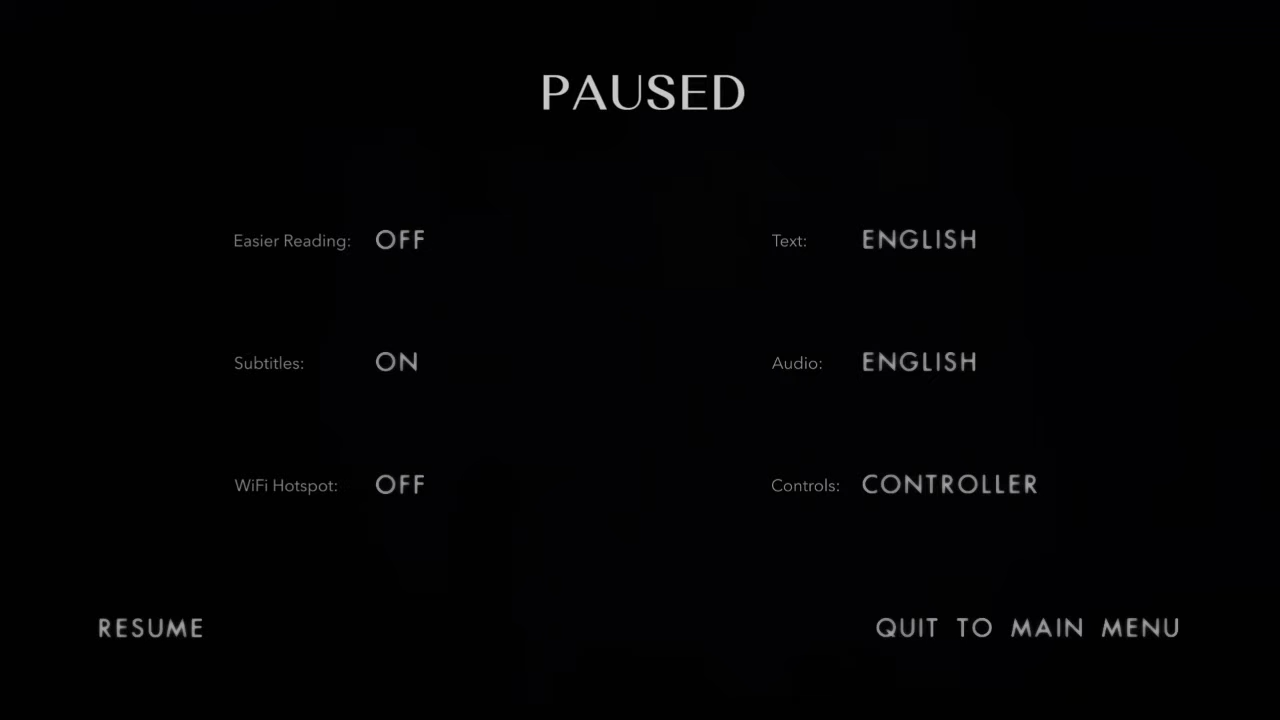 PAUSED
Easier Reading: OFF
Text: ENGLISH
Subtitles: ON
Audio: ENGLISH
WiFi Hotspot: OFF
Controls: CONTROLLER
RESUME
QUIT TO MAIN MENU